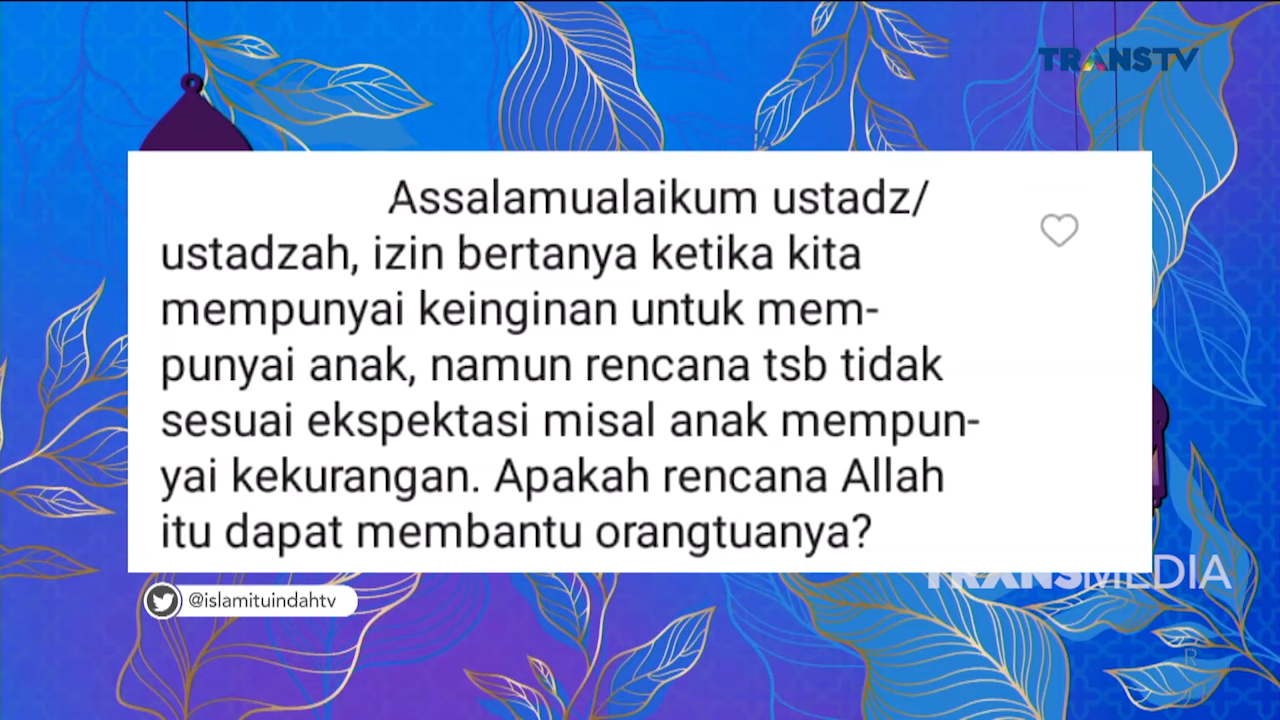 TRANSTV
Assalamualaikum ustadz/
ustadzah, izin bertanya ketika kita
mempunyai keinginan untuk mem-
punyai anak, namun rencana tsb tidak
sesuai ekspektasi misal anak mempun-
yai kekurangan. Apakah rencana Allah
itu dapat membantu orangtuanya?
TRANSMEDIA
@islamituindahtv
R